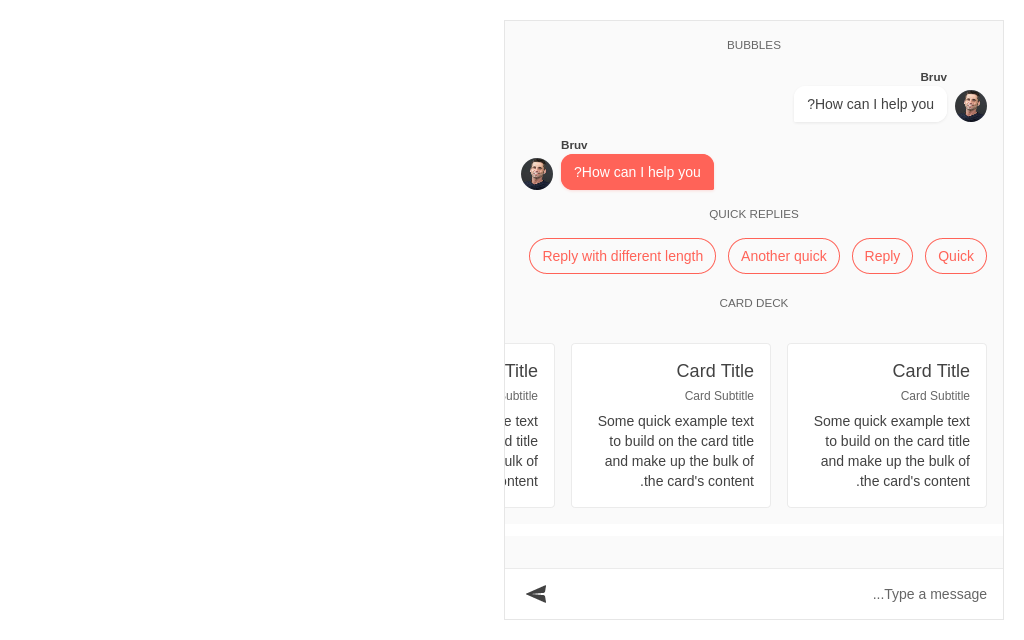 BUBBLES
Bruv
?How can I help you
Bruv
?How can I help you
QUICK REPLIES
Quick
Reply
Another quick
Reply with different length
CARD DECK
Card Title
Card Subtitle
Some quick example text
to build on the card title
and make up the bulk of
.the card's content
Card Title
Card Subtitle
Some quick example text
to build on the card title
and make up the bulk of
.the card's content
Title
ubtitle
e text
d title
ulk of
ontent
...Type a message